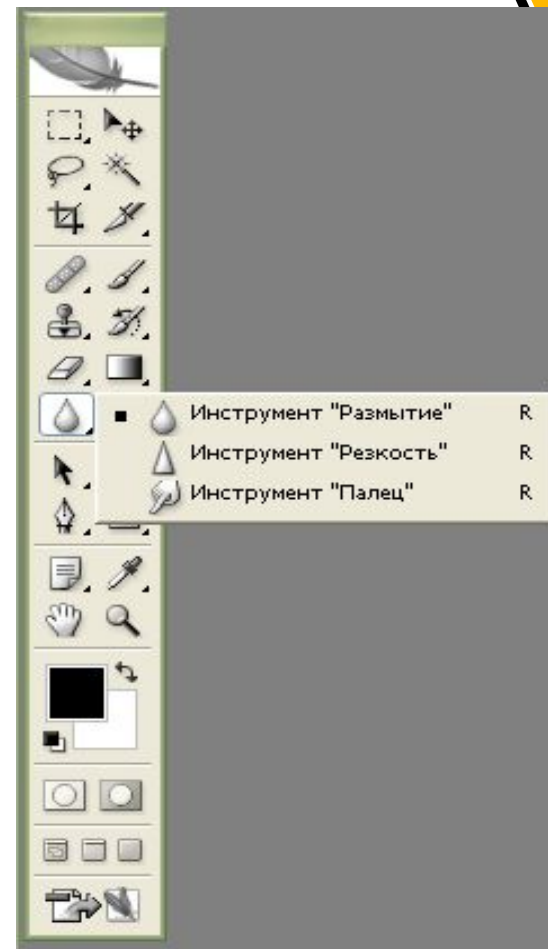 Инструмент "Размытие" R
Инструмент "Резкость" R
Инструмент "Палец" R